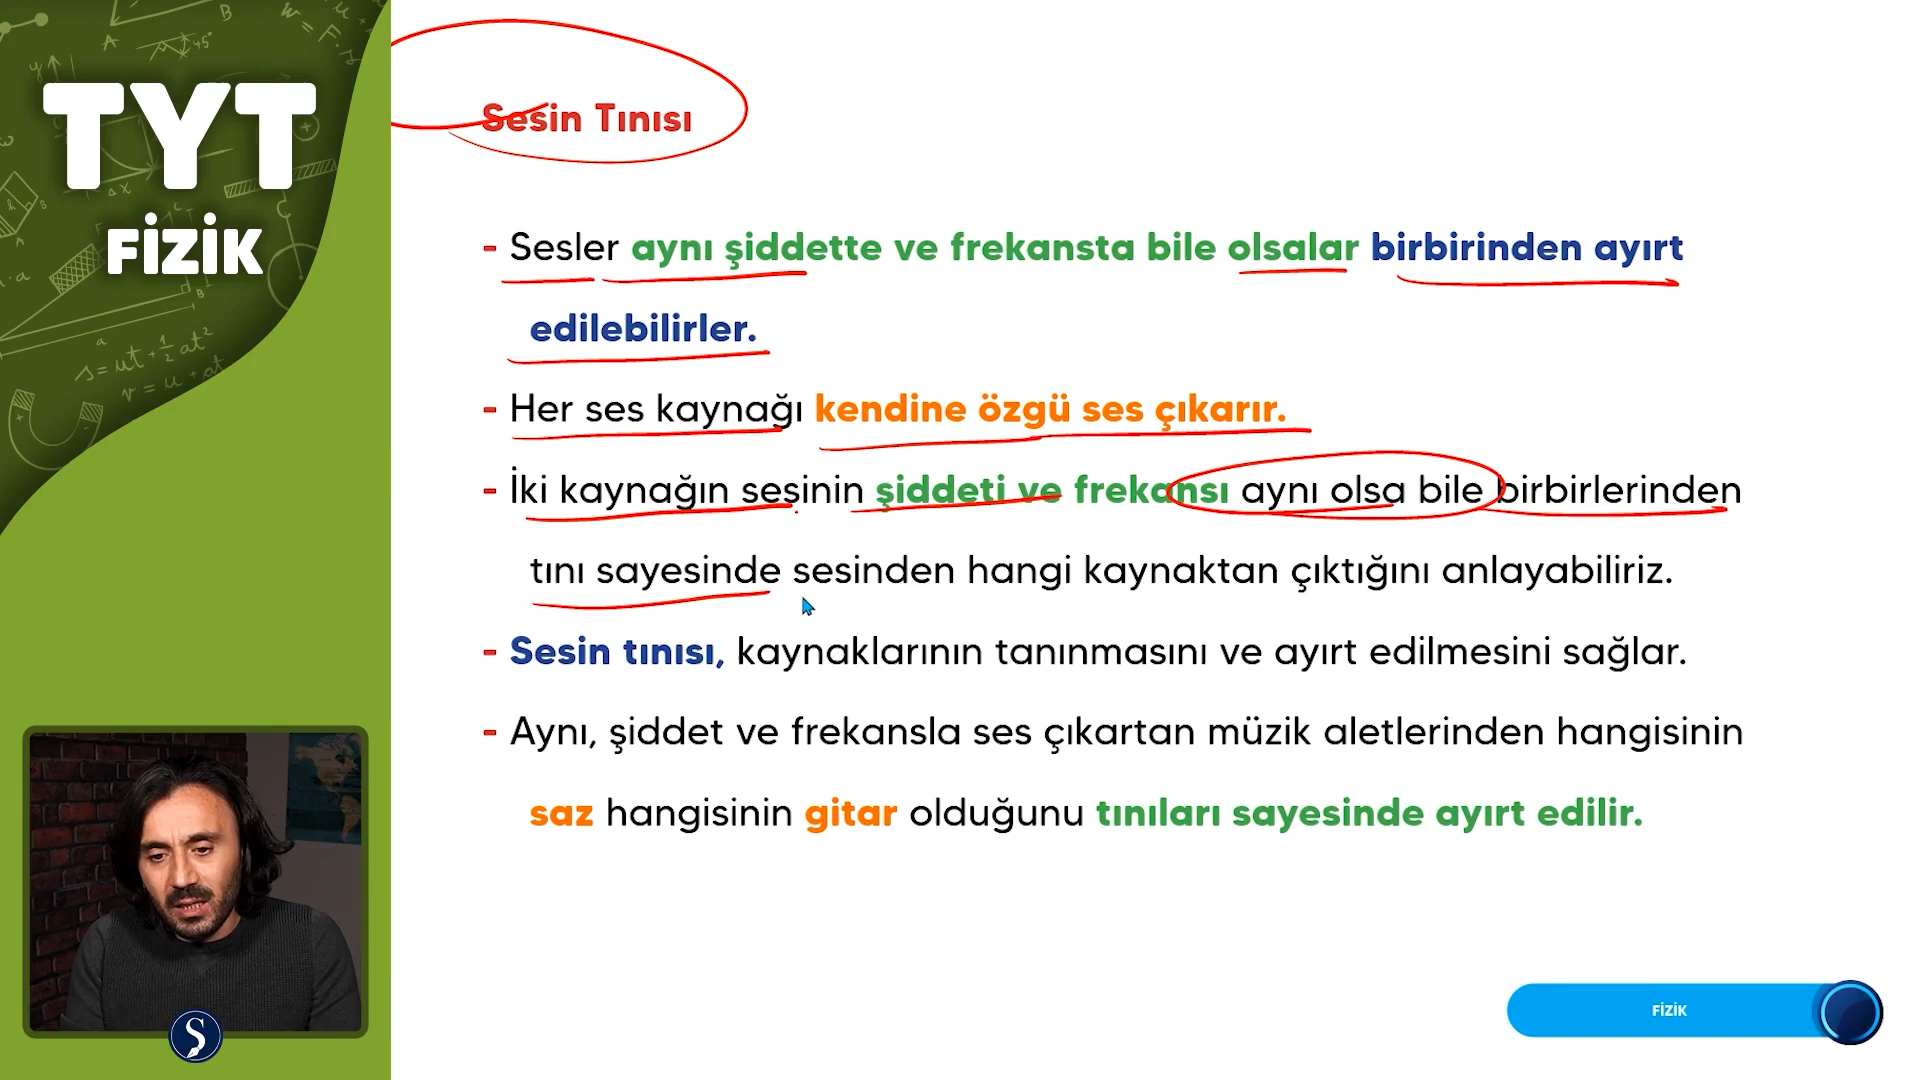 TYT
FİZİK
Sesin Tınısı
- Sesler aynı şiddette ve frekansta bile olsalar birbirinden ayırt
edilebilirler.
- Her ses kaynağı kendine özgü ses çıkarır.
- İki kaynağın sesinin şiddeti ve frekansı aynı olsa bile birbirlerinden
tını sayesinde sesinden hangi kaynaktan çıktığını anlayabiliriz.
- Sesin tınısı, kaynaklarının tanınmasını ve ayırt edilmesini sağlar.
- Aynı, şiddet ve frekansla ses çıkartan müzik aletlerinden hangisinin
saz hangisinin gitar olduğunu tınıları sayesinde ayırt edilir.
S
FİZİK